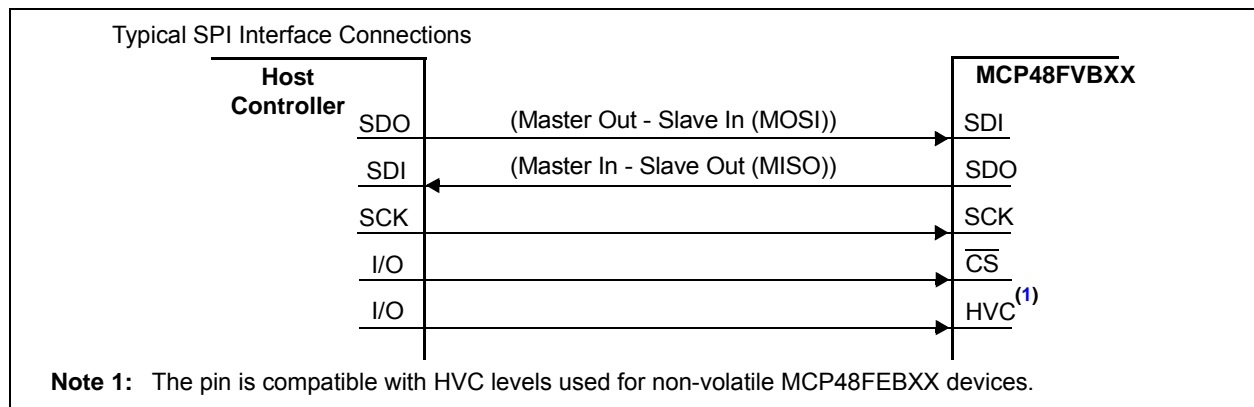 Typical SPI Interface Connections
Host
Controller
MCP48FVBXX
SDO (Master Out - Slave In (MOSI)) SDI
SDI (Master In - Slave Out (MISO)) SDO
SCK SCK
I/O CS
I/O HVC(1)
Note 1: The pin is compatible with HVC levels used for non-volatile MCP48FEBXX devices.